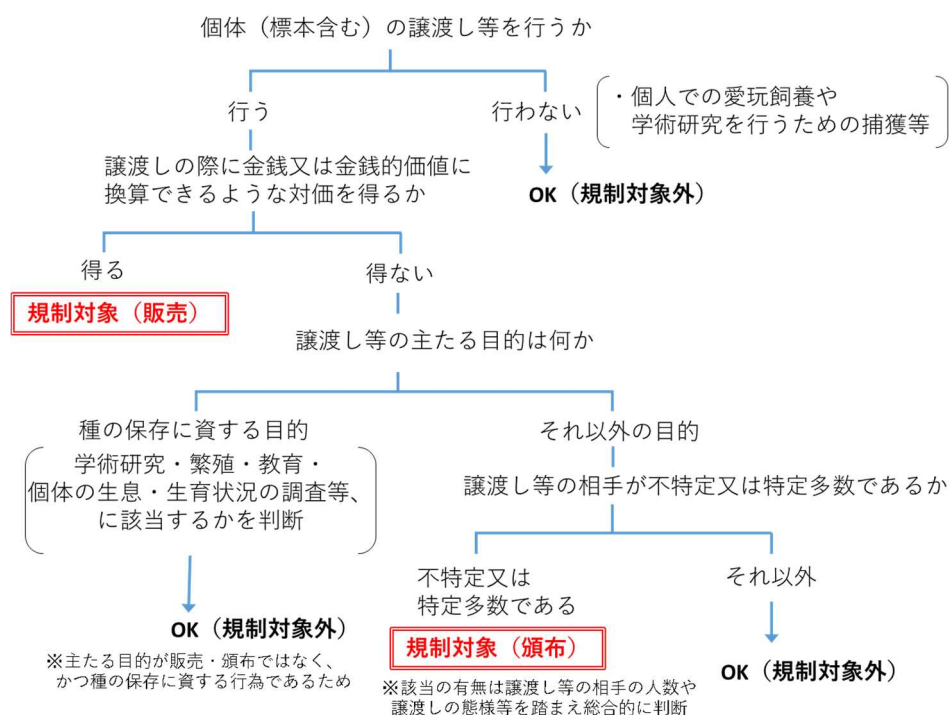 個体（標本含む）の譲渡し等を行うか
行う
行わない
・個人での愛玩飼養や
学術研究を行うための捕獲等
OK（規制対象外）
譲渡しの際に金銭又は金銭的価値に
換算できるような対価を得るか
得る
得ない
規制対象（販売）
譲渡し等の主たる目的は何か
種の保存に資する目的
学術研究・繁殖・教育・
個体の生息・生育状況の調査等、
に該当するかを判断
OK（規制対象外）
※主たる目的が販売・頒布ではなく、
かつ種の保存に資する行為であるため
それ以外の目的
譲渡し等の相手が不特定又は特定多数であるか
不特定又は
特定多数である
規制対象（頒布）
※該当の有無は譲渡し等の相手の人数や
譲渡しの態様等を踏まえ総合的に判断
それ以外
OK（規制対象外）